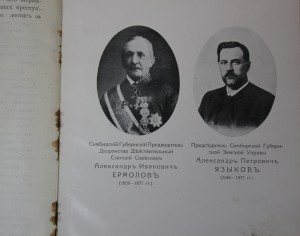 Симбирскій Губернскій Предводитель
Дворянства Дѣйствительный
Статскій Совѣтникъ
Александръ Ивановичъ
ЕРМОЛОВЪ
Предсѣдатель Симбирской Губерн-
ской Земской Управы
Александръ Петровичъ
ЯЗЫКОВЪ